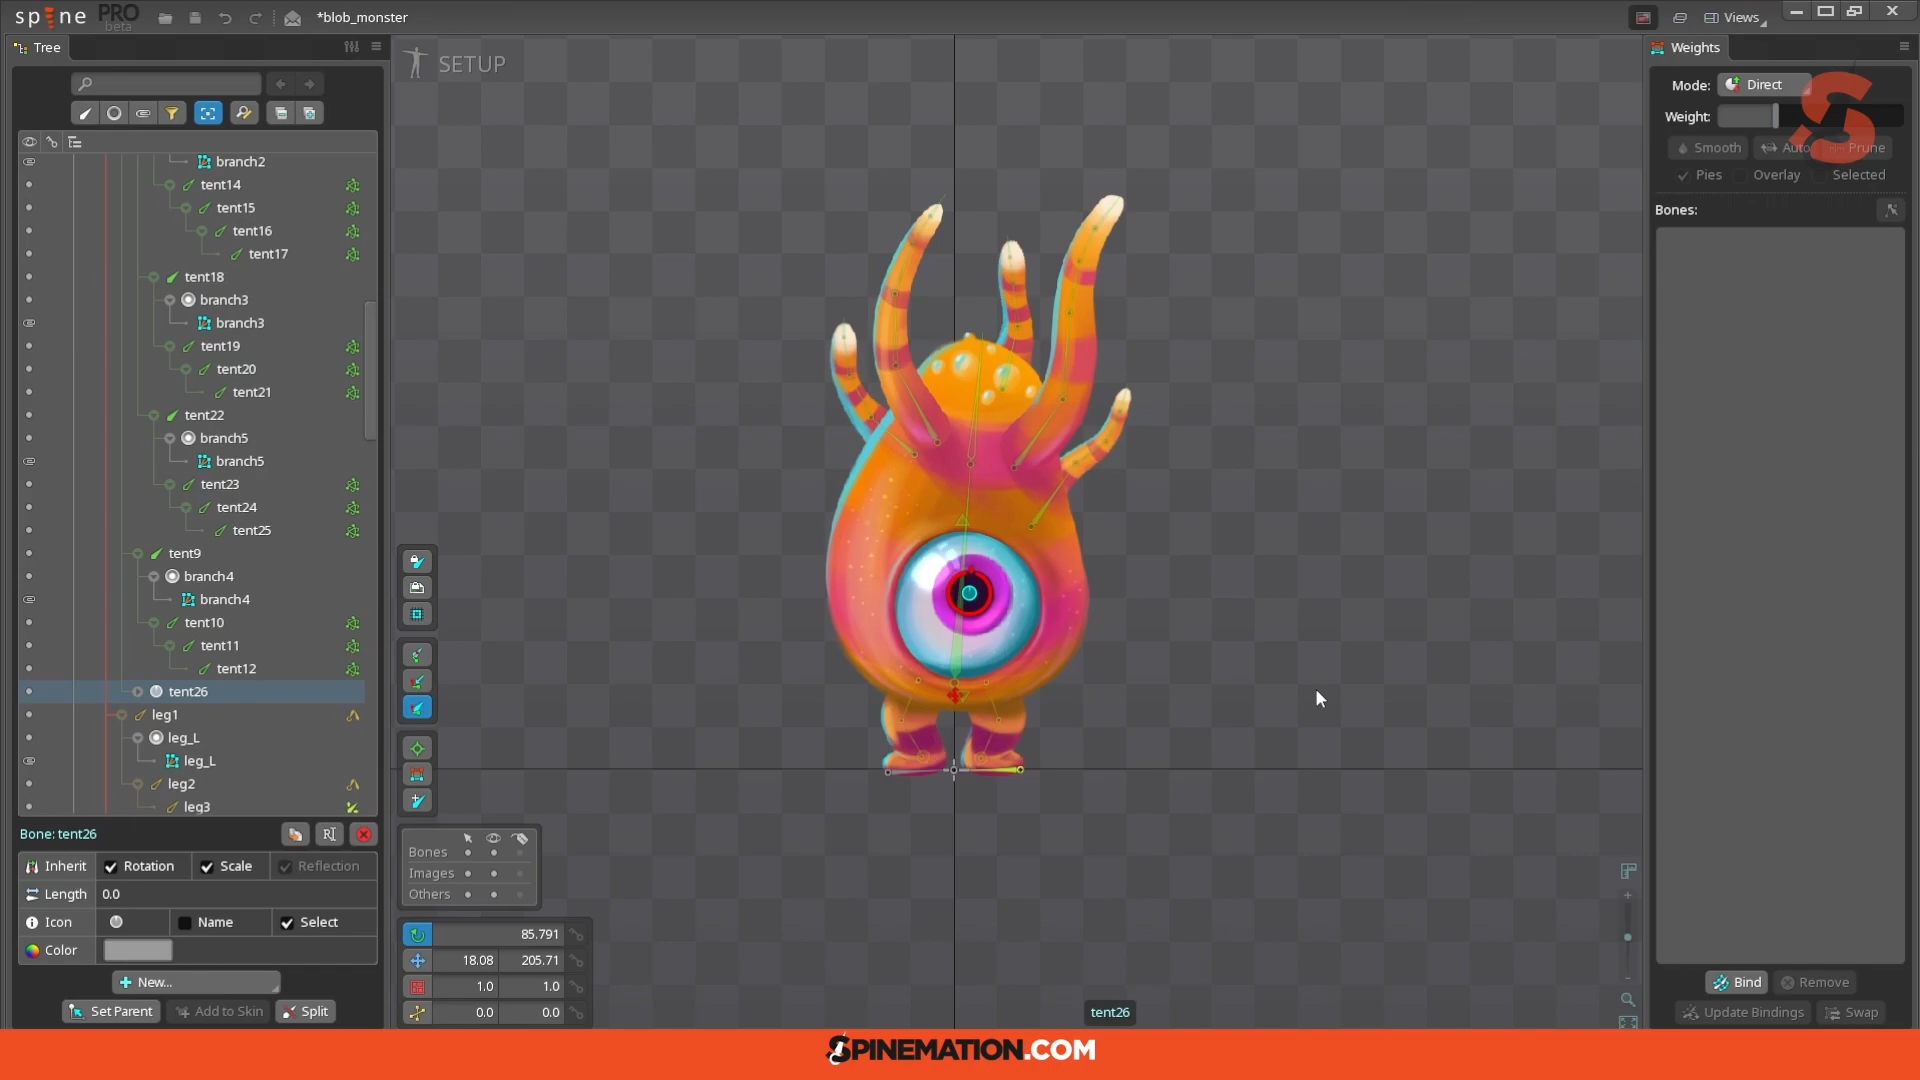 spine PRO
beta
*blob_monster
Views
Tree
SETUP
Weights
Mode: Direct
Weight:
Smooth Auto Prune
Pies Overlay Selected
Bones:
branch2
tent14
tent15
tent16
tent17
tent18
branch3
branch3
tent19
tent20
tent21
tent22
branch5
branch5
tent23
tent24
tent25
tent9
branch4
branch4
tent10
tent11
tent12
tent26
leg1
leg_L
leg_L
leg2
leg3
Bone: tent26
Inherit Rotation Scale Reflection
Length 0.0
Icon Name Select
Color
New...
Set Parent Add to Skin Split
Bones
Images
Others
85.791
18.08 205.71
1.0 1.0
0.0 0.0
tent26
Bind Remove
Update Bindings Swap
SPINEMATION.COM